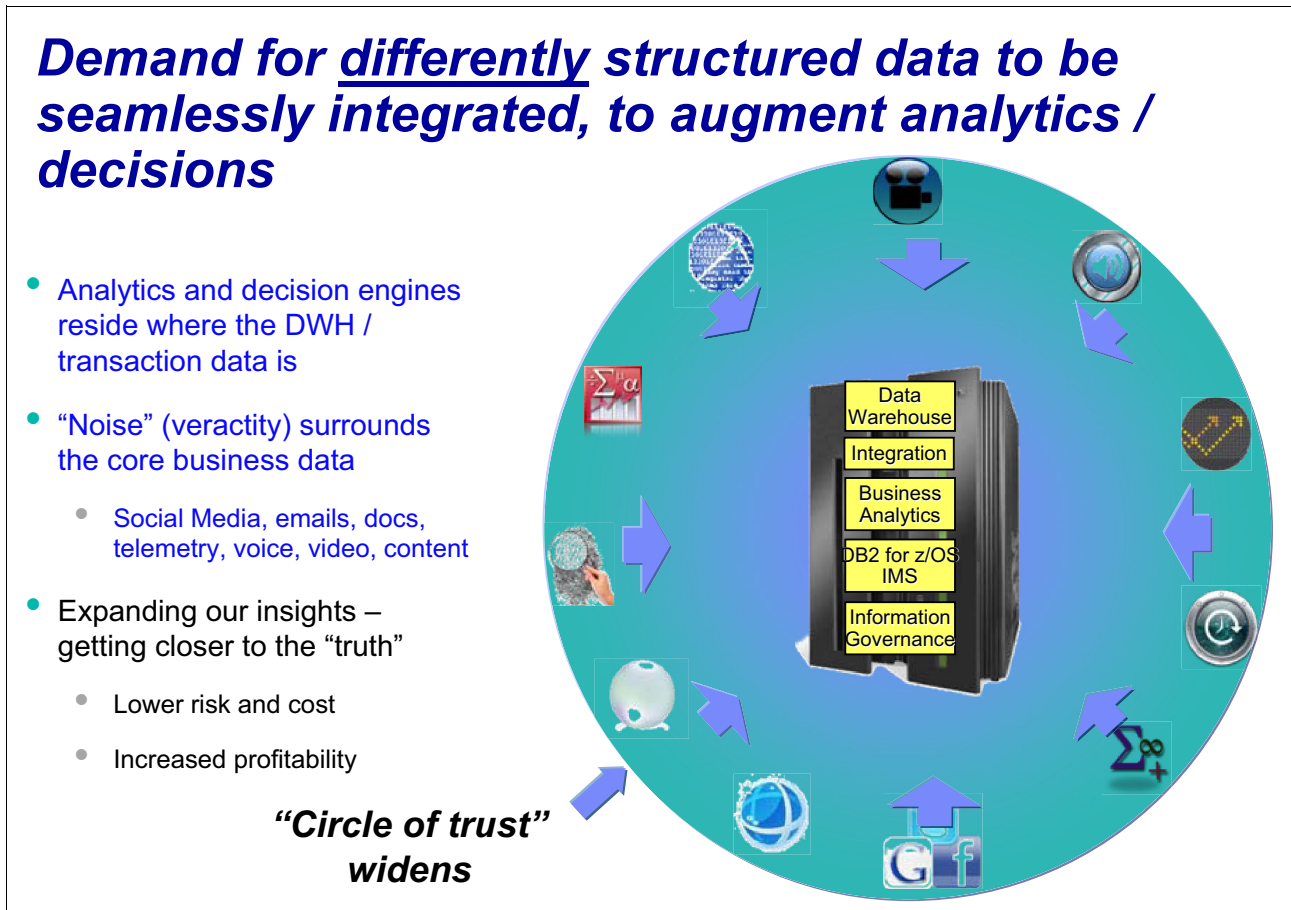 Demand for differently structured data to be
seamlessly integrated, to augment analytics /
decisions
• Analytics and decision engines
reside where the DWH /
transaction data is
• “Noise” (veractity) surrounds
the core business data
• Social Media, emails, docs,
telemetry, voice, video, content
• Expanding our insights –
getting closer to the “truth”
• Lower risk and cost
• Increased profitability
“Circle of trust”
widens
Data
Warehouse
Integration
Business
Analytics
DB2 for z/OS
IMS
Information
Governance
Σ μ α
Σ ∞ +
G f